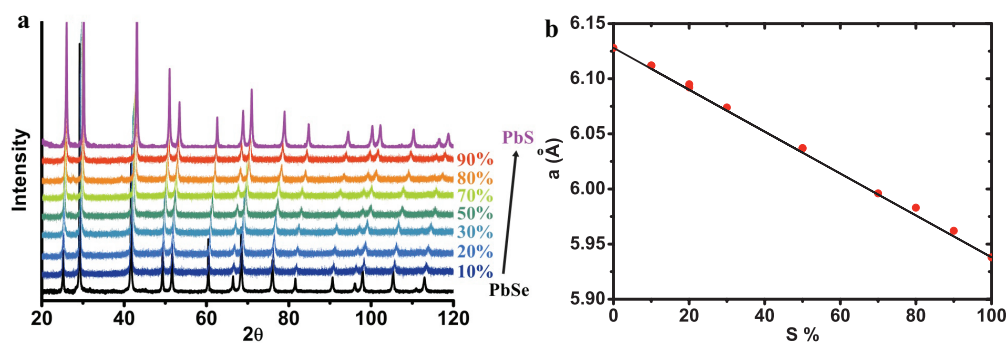 a
Intensity
PbS
90%
80%
70%
50%
30%
20%
10%
PbSe
20 40 60 80 100 120
2θ
b
6.15
6.10
6.05
6.00
5.95
5.90
a (Å)
0 20 40 60 80 100
S %